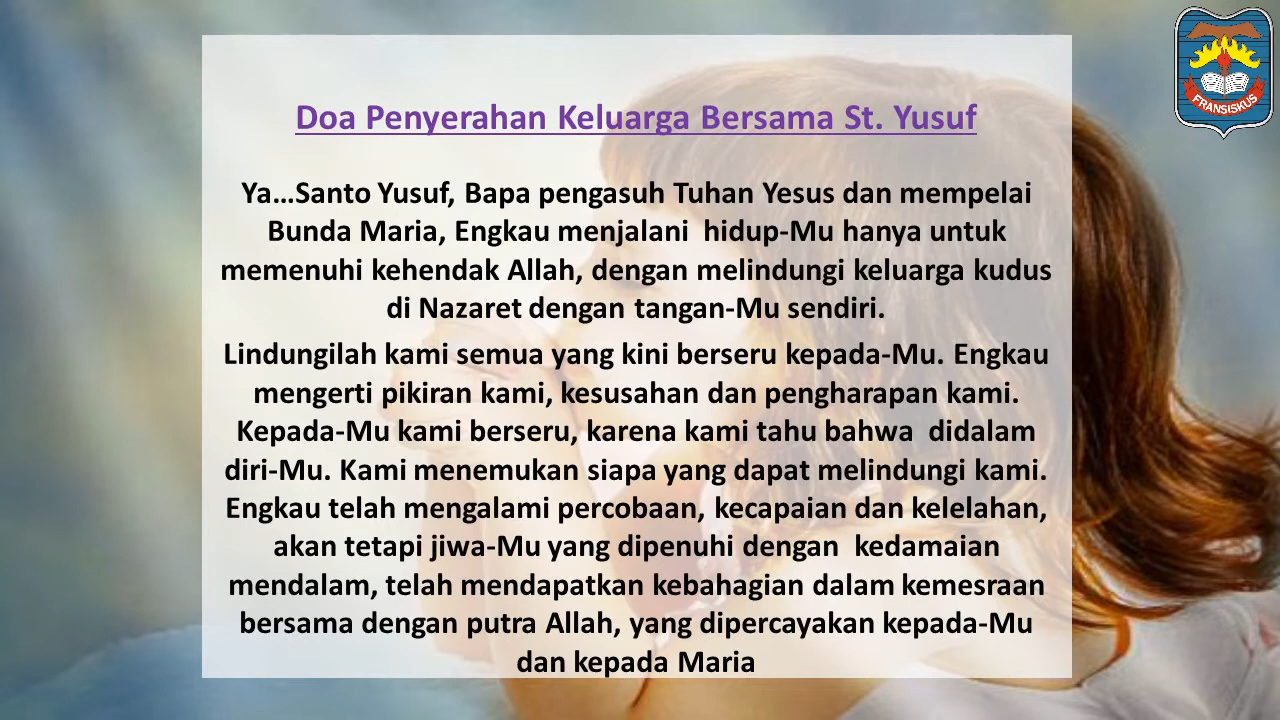 FRANSISKUS
Doa Penyerahan Keluarga Bersama St. Yusuf
Ya...Santo Yusuf, Bapa pengasuh Tuhan Yesus dan mempelai
Bunda Maria, Engkau menjalani hidup-Mu hanya untuk
memenuhi kehendak Allah, dengan melindungi keluarga kudus
di Nazaret dengan tangan-Mu sendiri.
Lindungilah kami semua yang kini berseru kepada-Mu. Engkau
mengerti pikiran kami, kesusahan dan pengharapan kami.
Kepada-Mu kami berseru, karena kami tahu bahwa didalam
diri-Mu. Kami menemukan siapa yang dapat melindungi kami.
Engkau telah mengalami percobaan, kecapaian dan kelelahan,
akan tetapi jiwa-Mu yang dipenuhi dengan kedamaian
mendalam, telah mendapatkan kebahagian dalam kemesraan
bersama dengan putra Allah, yang dipercayakan kepada-Mu
dan kepada Maria